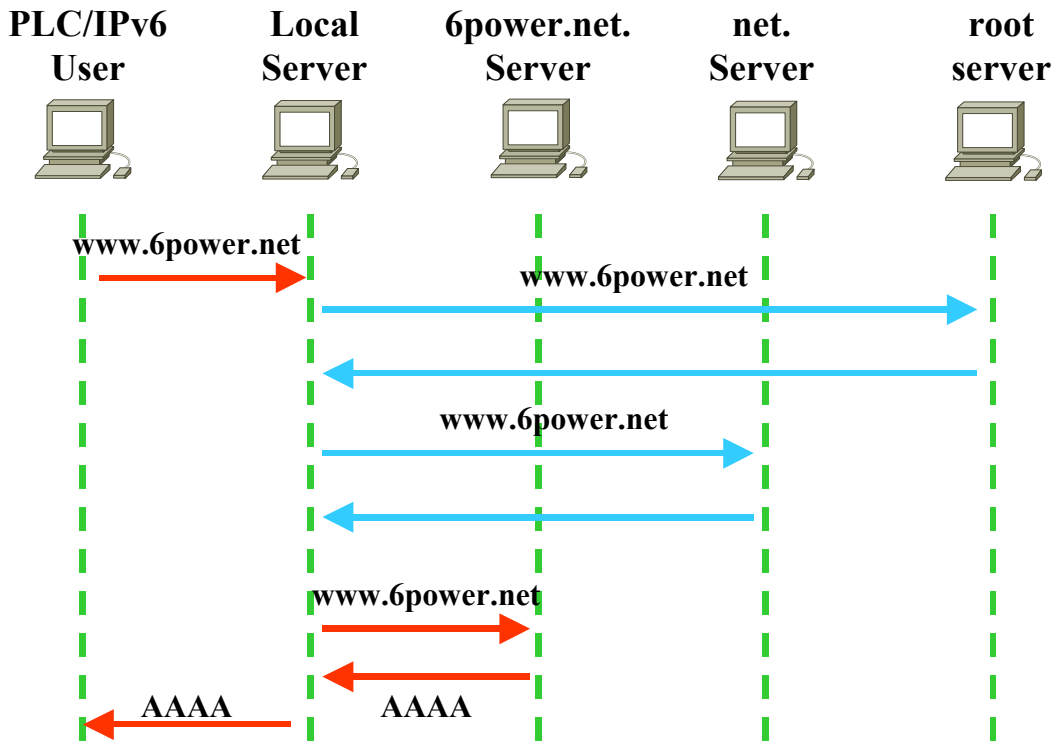 PLC/IPv6
User
Local
Server
6power.net.
Server
net.
Server
root
server
www.6power.net
www.6power.net
www.6power.net
www.6power.net
AAAA
AAAA